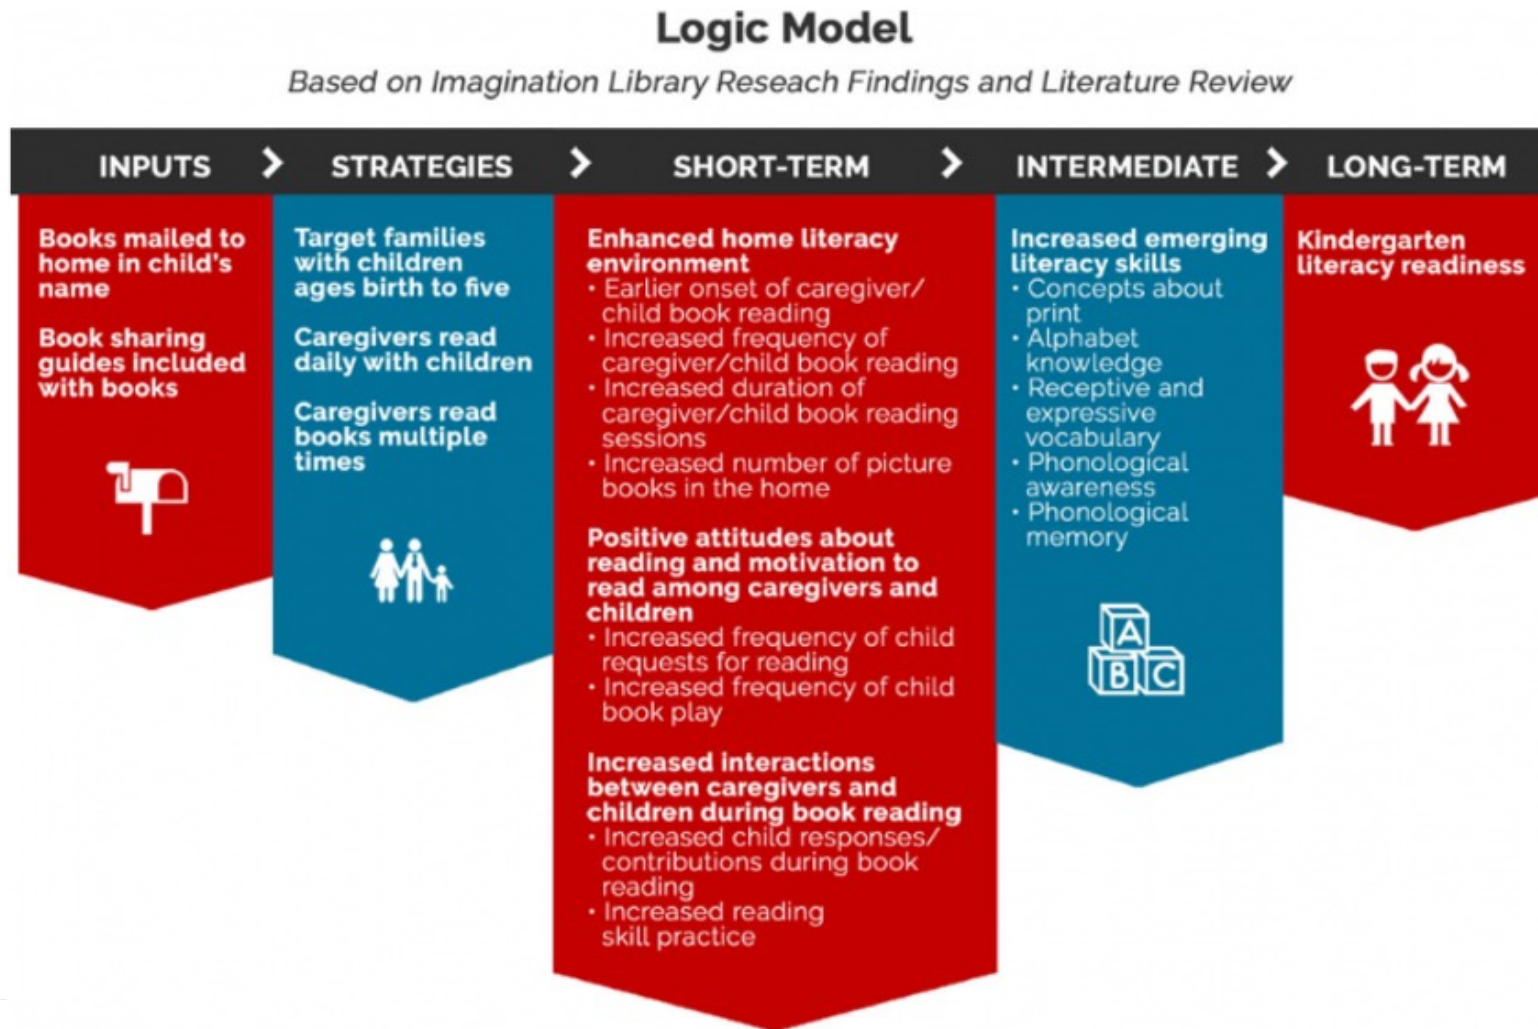 Logic Model
Based on Imagination Library Reseach Findings and Literature Review
INPUTS
STRATEGIES
SHORT-TERM
INTERMEDIATE
LONG-TERM
Books mailed to
home in child's
name
Book sharing
guides included
with books
Target families
with children
ages birth to five
Caregivers read
daily with children
Caregivers read
books multiple
times
Enhanced home literacy
environment
• Earlier onset of caregiver/
child book reading
• Increased frequency of
caregiver/child book reading
• Increased duration of
caregiver/child book reading
sessions
• Increased number of picture
books in the home
Positive attitudes about
reading and motivation to
read among caregivers and
children
• Increased frequency of child
requests for reading
• Increased frequency of child
book play
Increased interactions
between caregivers and
children during book reading
• Increased child responses/
contributions during book
reading
• Increased reading
skill practice
Increased emerging
literacy skills
• Concepts about
print
• Alphabet
knowledge
• Receptive and
expressive
vocabulary
• Phonological
awareness
• Phonological
memory
A
B C
Kindergarten
literacy readiness